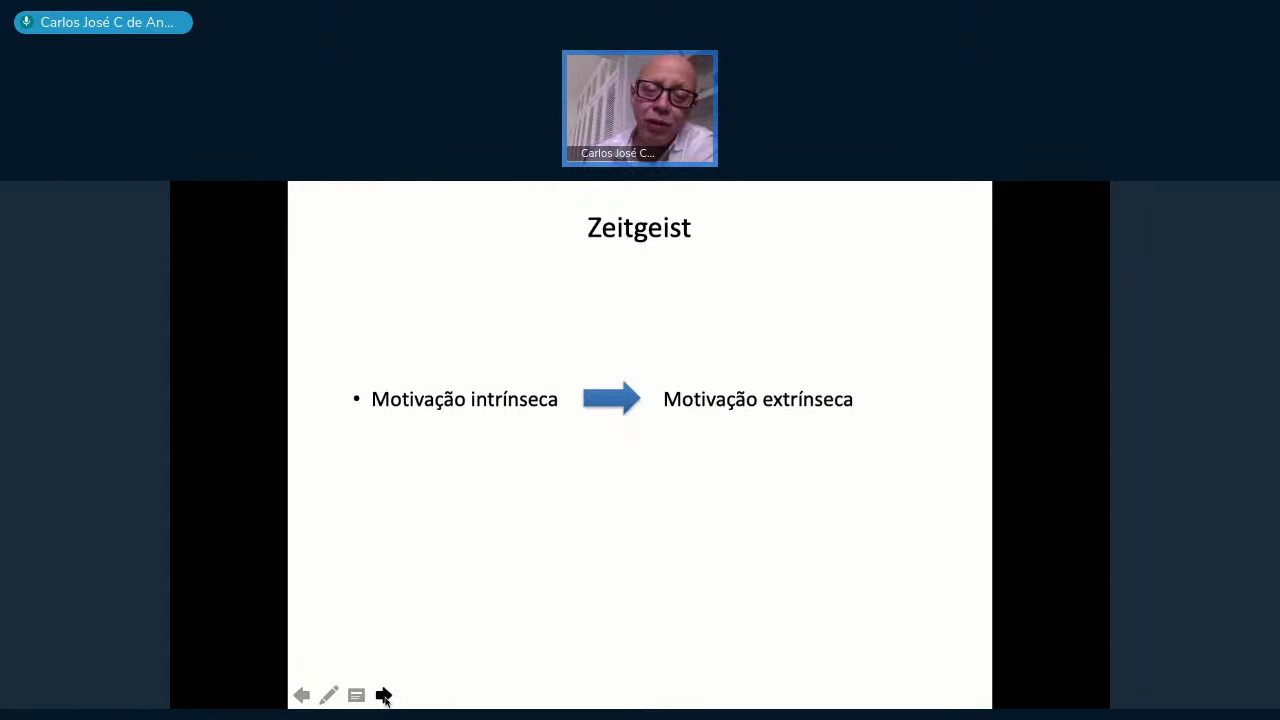 Carlos José C de An...
Carlos José C...
Zeitgeist
• Motivação intrínseca Motivação extrínseca